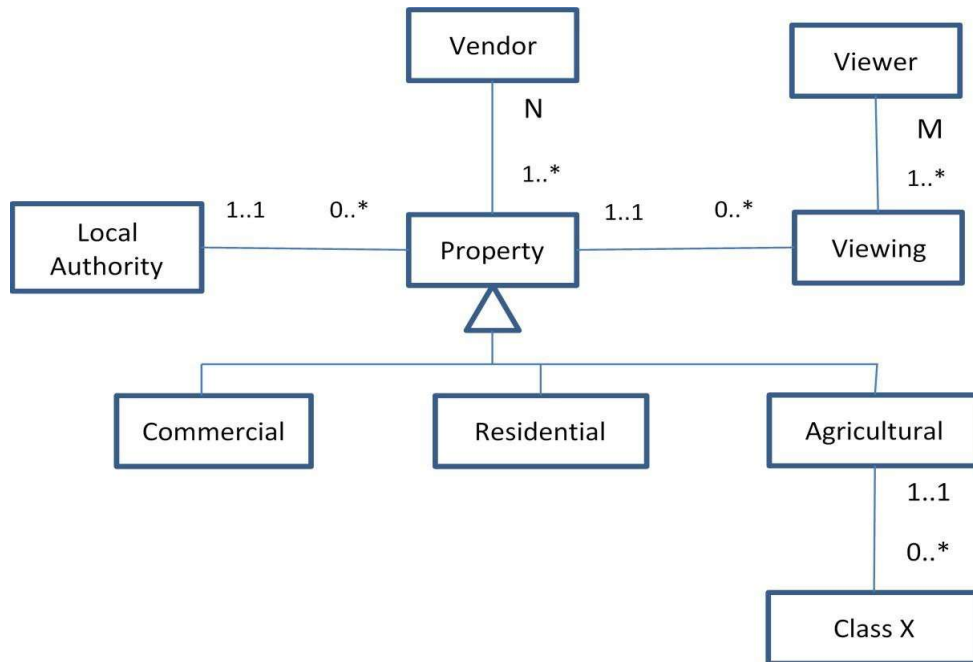 Vendor
Viewer
N
M
1..*
1..*
1..1
0..*
1..1
0..*
Local
Authority
Property
Viewing
Commercial
Residential
Agricultural
1..1
0..*
Class X